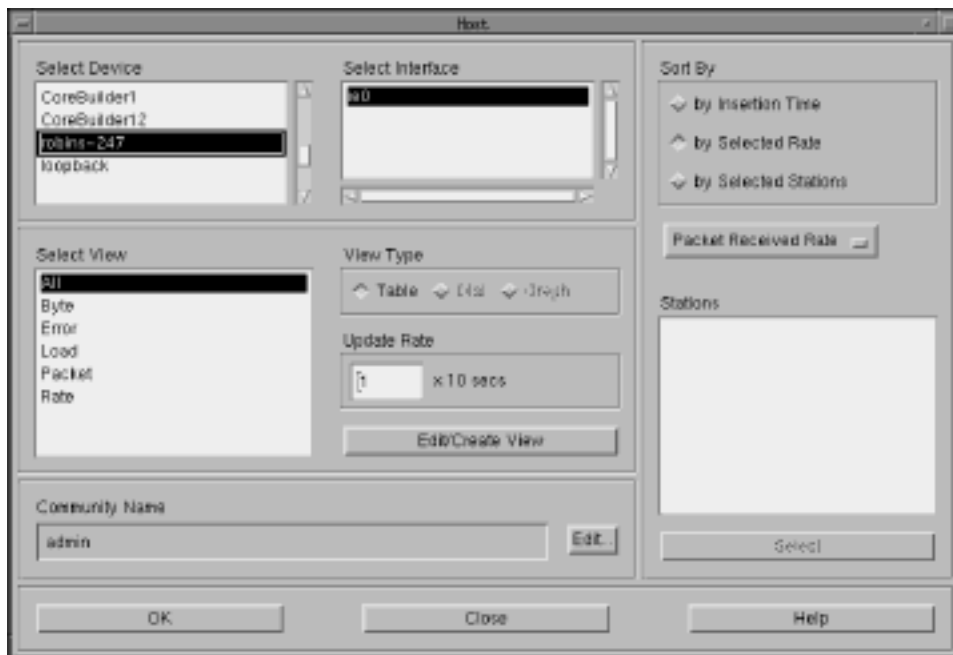 Host.
Select Device
CoreBuilder1
CoreBuilder12
robins-247
loopback
Select Interface
le0
Sort By
by Insertion Time
by Selected Rate
by Selected Stations
Packet Received Rate
Select View
All
Byte
Error
Load
Packet
Rate
View Type
Table Dial Graph
Update Rate
1 x 10 secs
Edit/Create View
Stations
Select
Community Name
admin
Edit..
OK Close Help